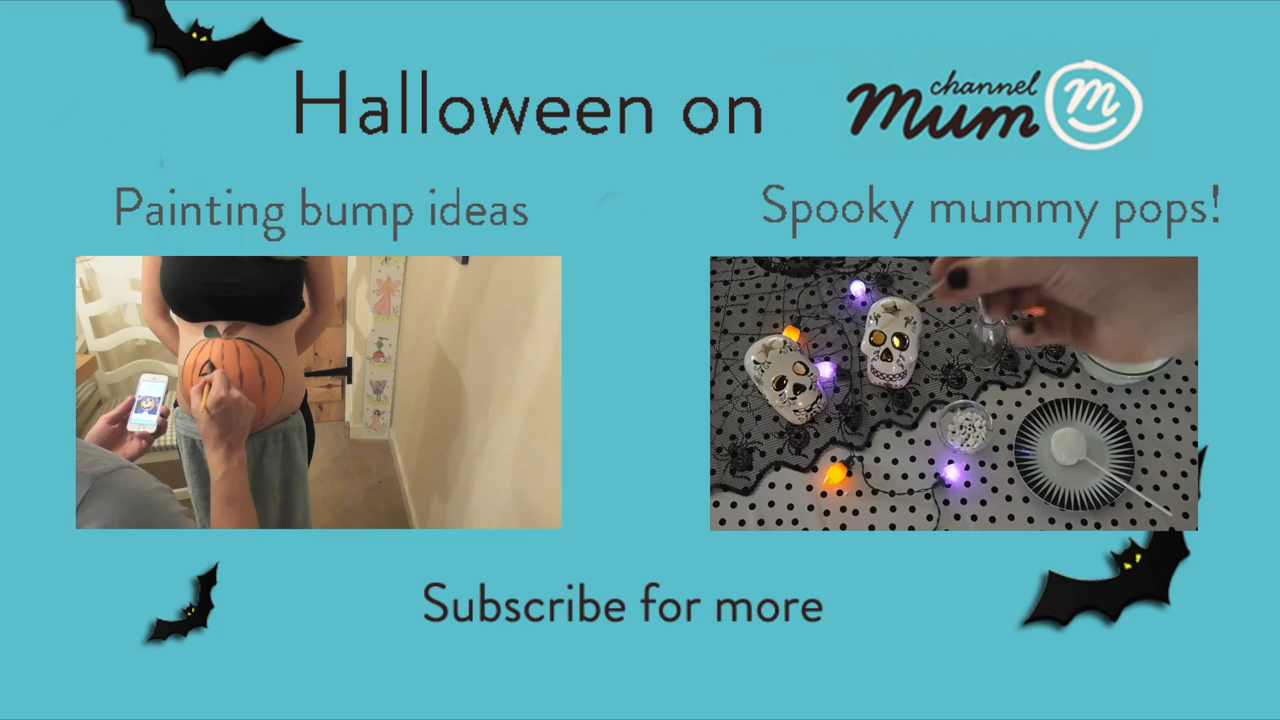 Halloween on
channel
mum
m
Painting bump ideas
Spooky mummy pops!
Subscribe for more